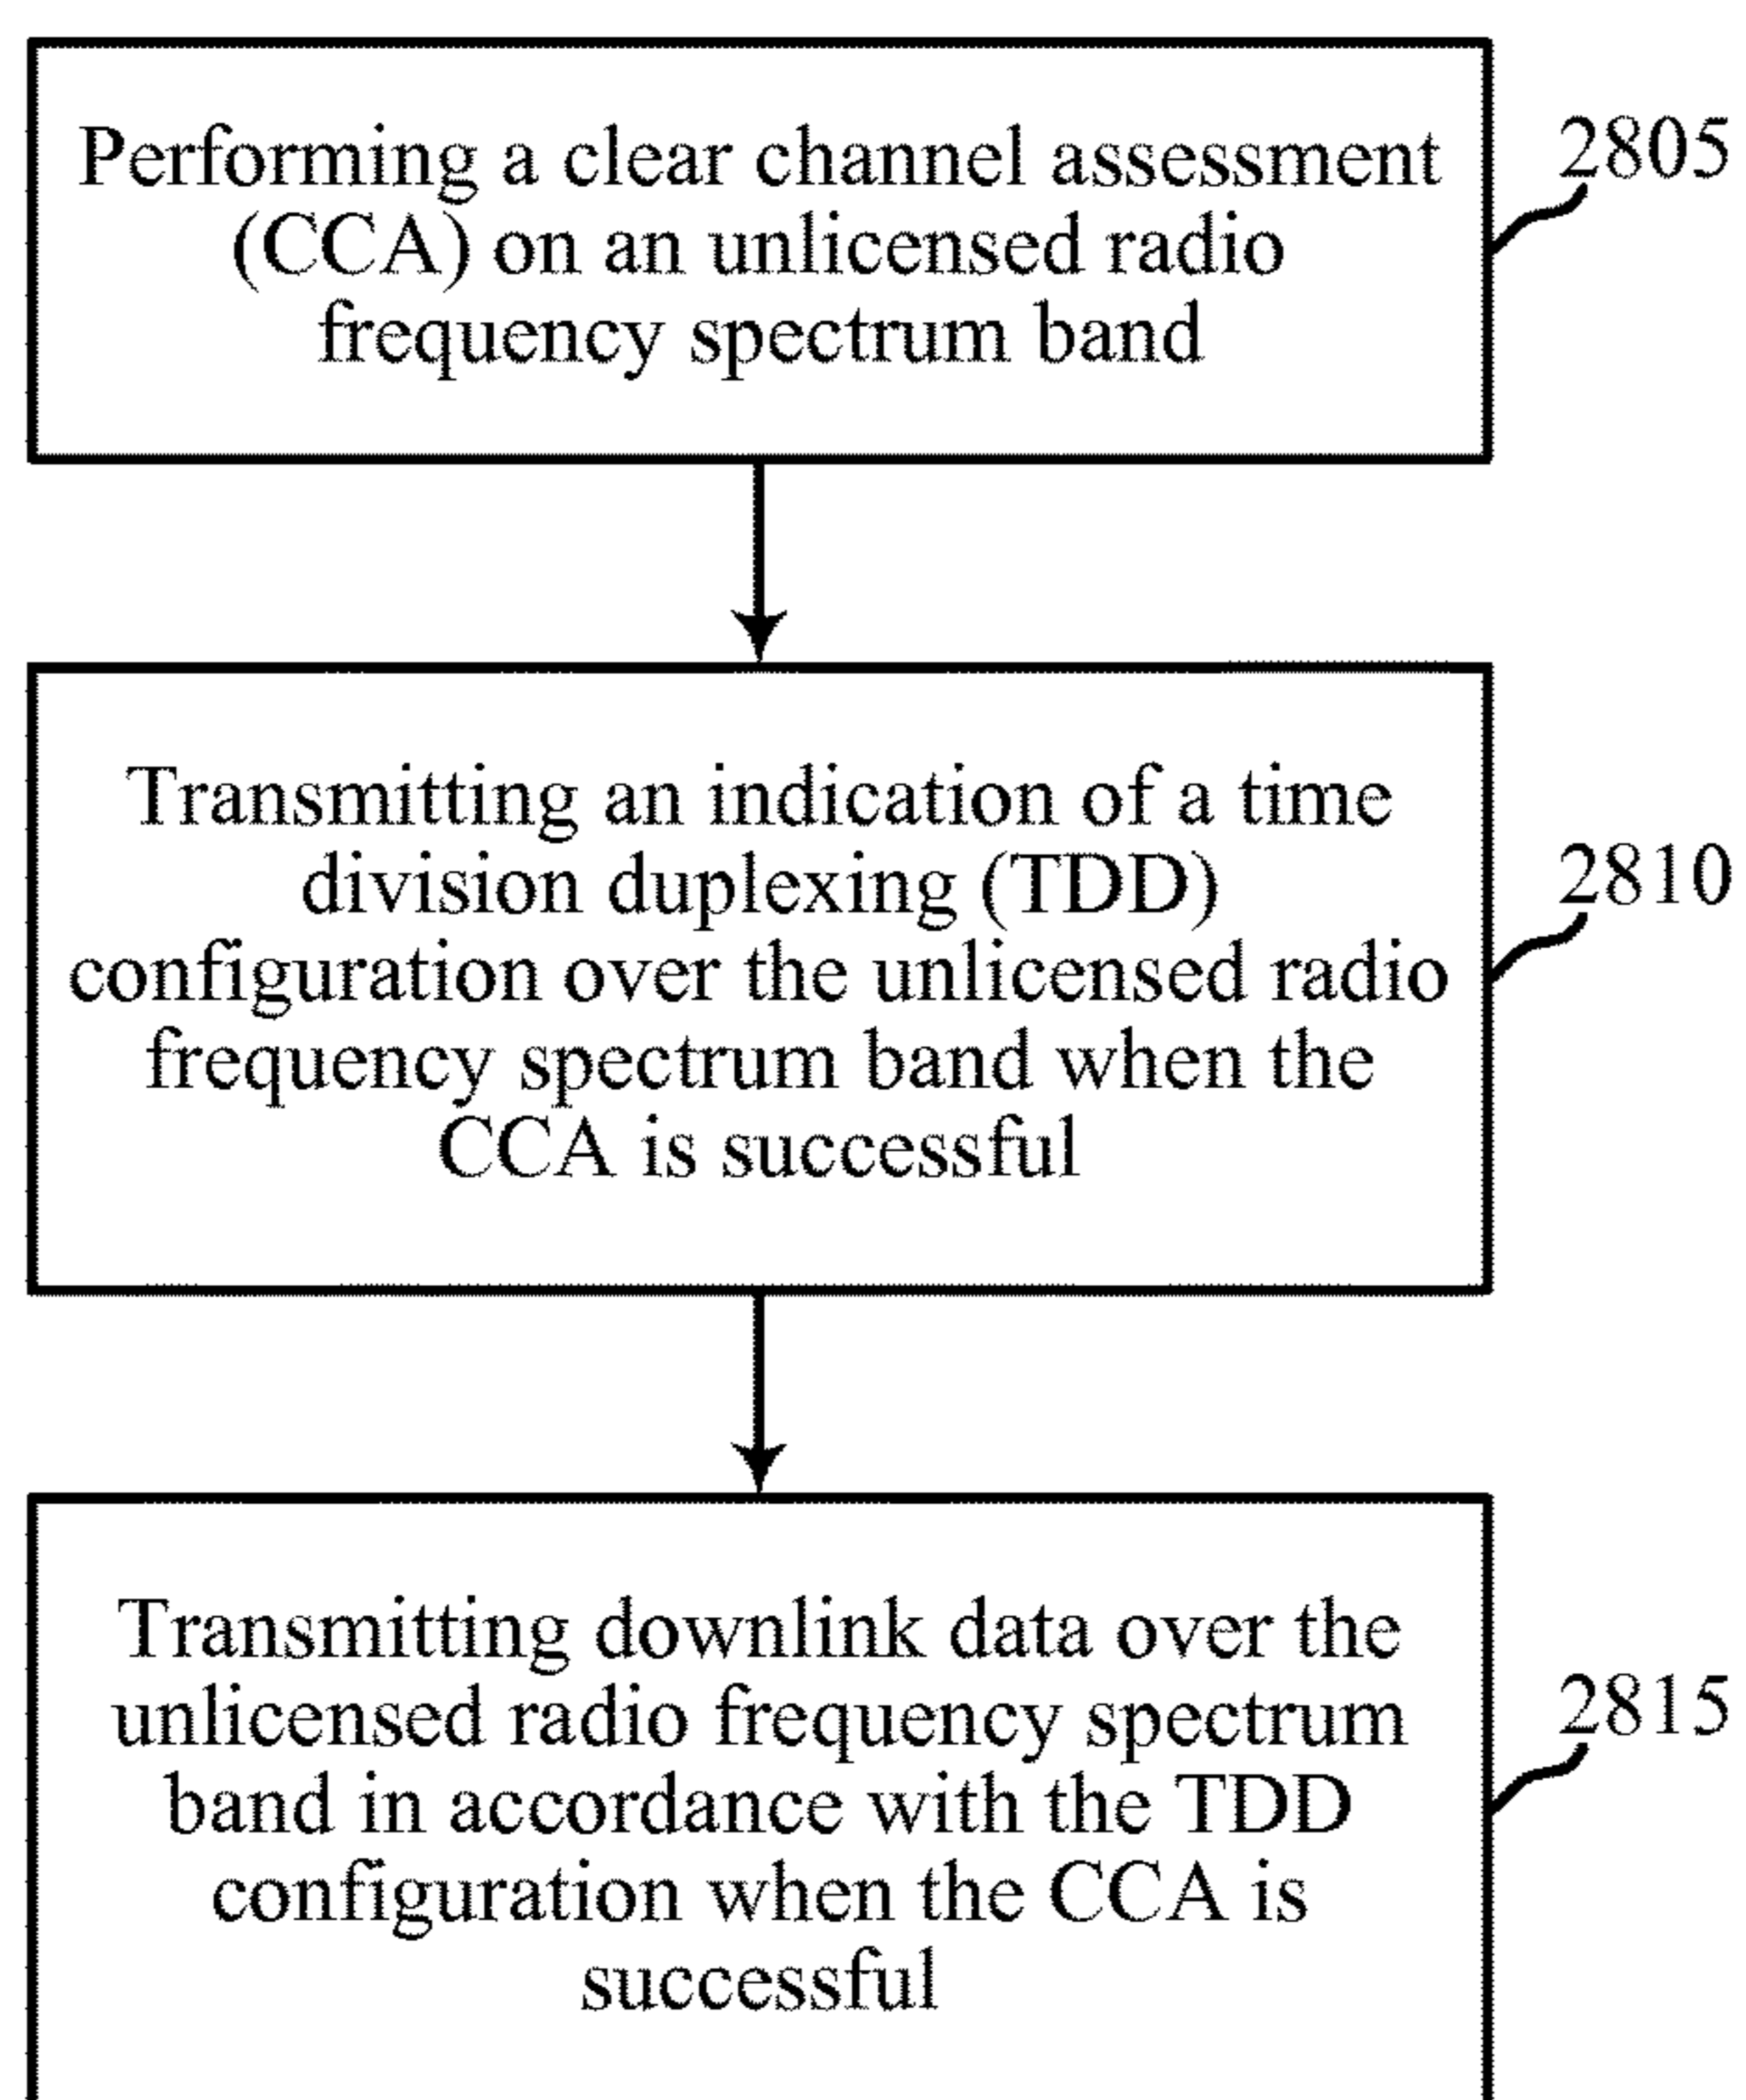 Performing a clear channel assessment
(CCA) on an unlicensed radio
frequency spectrum band
2805
Transmitting an indication of a time
division duplexing (TDD)
configuration over the unlicensed radio
frequency spectrum band when the
CCA is successful
2810
Transmitting downlink data over the
unlicensed radio frequency spectrum
band in accordance with the TDD
configuration when the CCA is
successful
2815